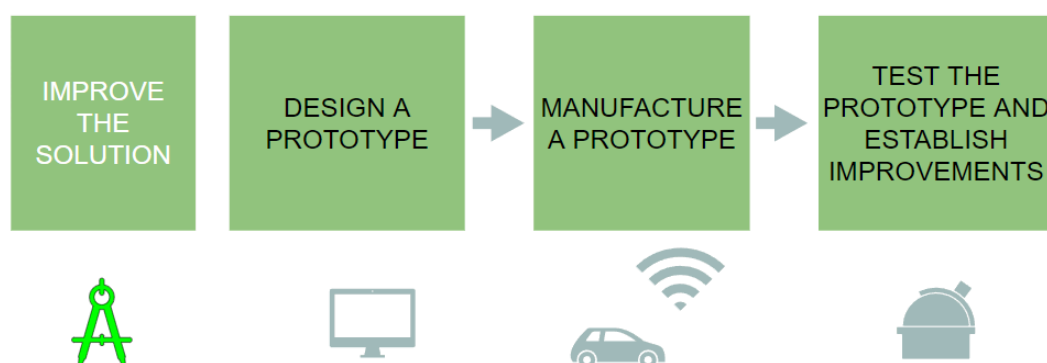 IMPROVE
THE
SOLUTION
DESIGN A
PROTOTYPE
MANUFACTURE
A PROTOTYPE
TEST THE
PROTOTYPE AND
ESTABLISH
IMPROVEMENTS